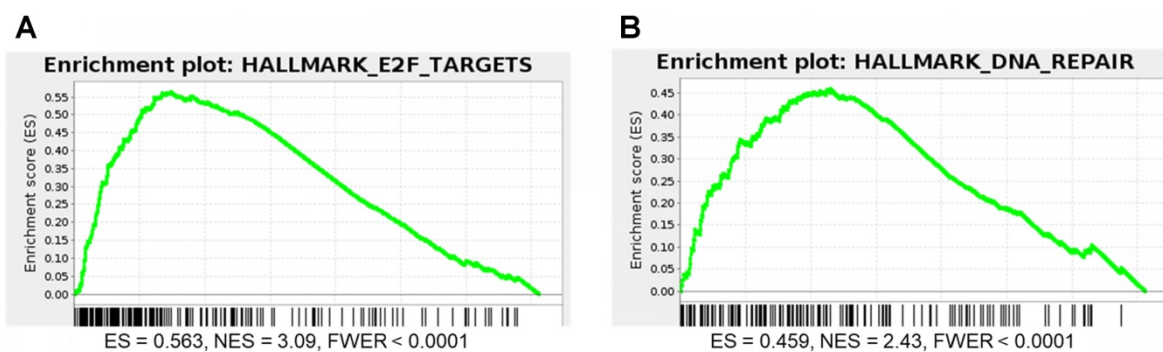 A
Enrichment plot: HALLMARK_E2F_TARGETS
Enrichment score (ES)
0.55
0.50
0.45
0.40
0.35
0.30
0.25
0.20
0.15
0.10
0.05
0.00
ES = 0.563, NES = 3.09, FWER < 0.0001
B
Enrichment plot: HALLMARK_DNA_REPAIR
Enrichment score (ES)
0.45
0.40
0.35
0.30
0.25
0.20
0.15
0.10
0.05
0.00
ES = 0.459, NES = 2.43, FWER < 0.0001